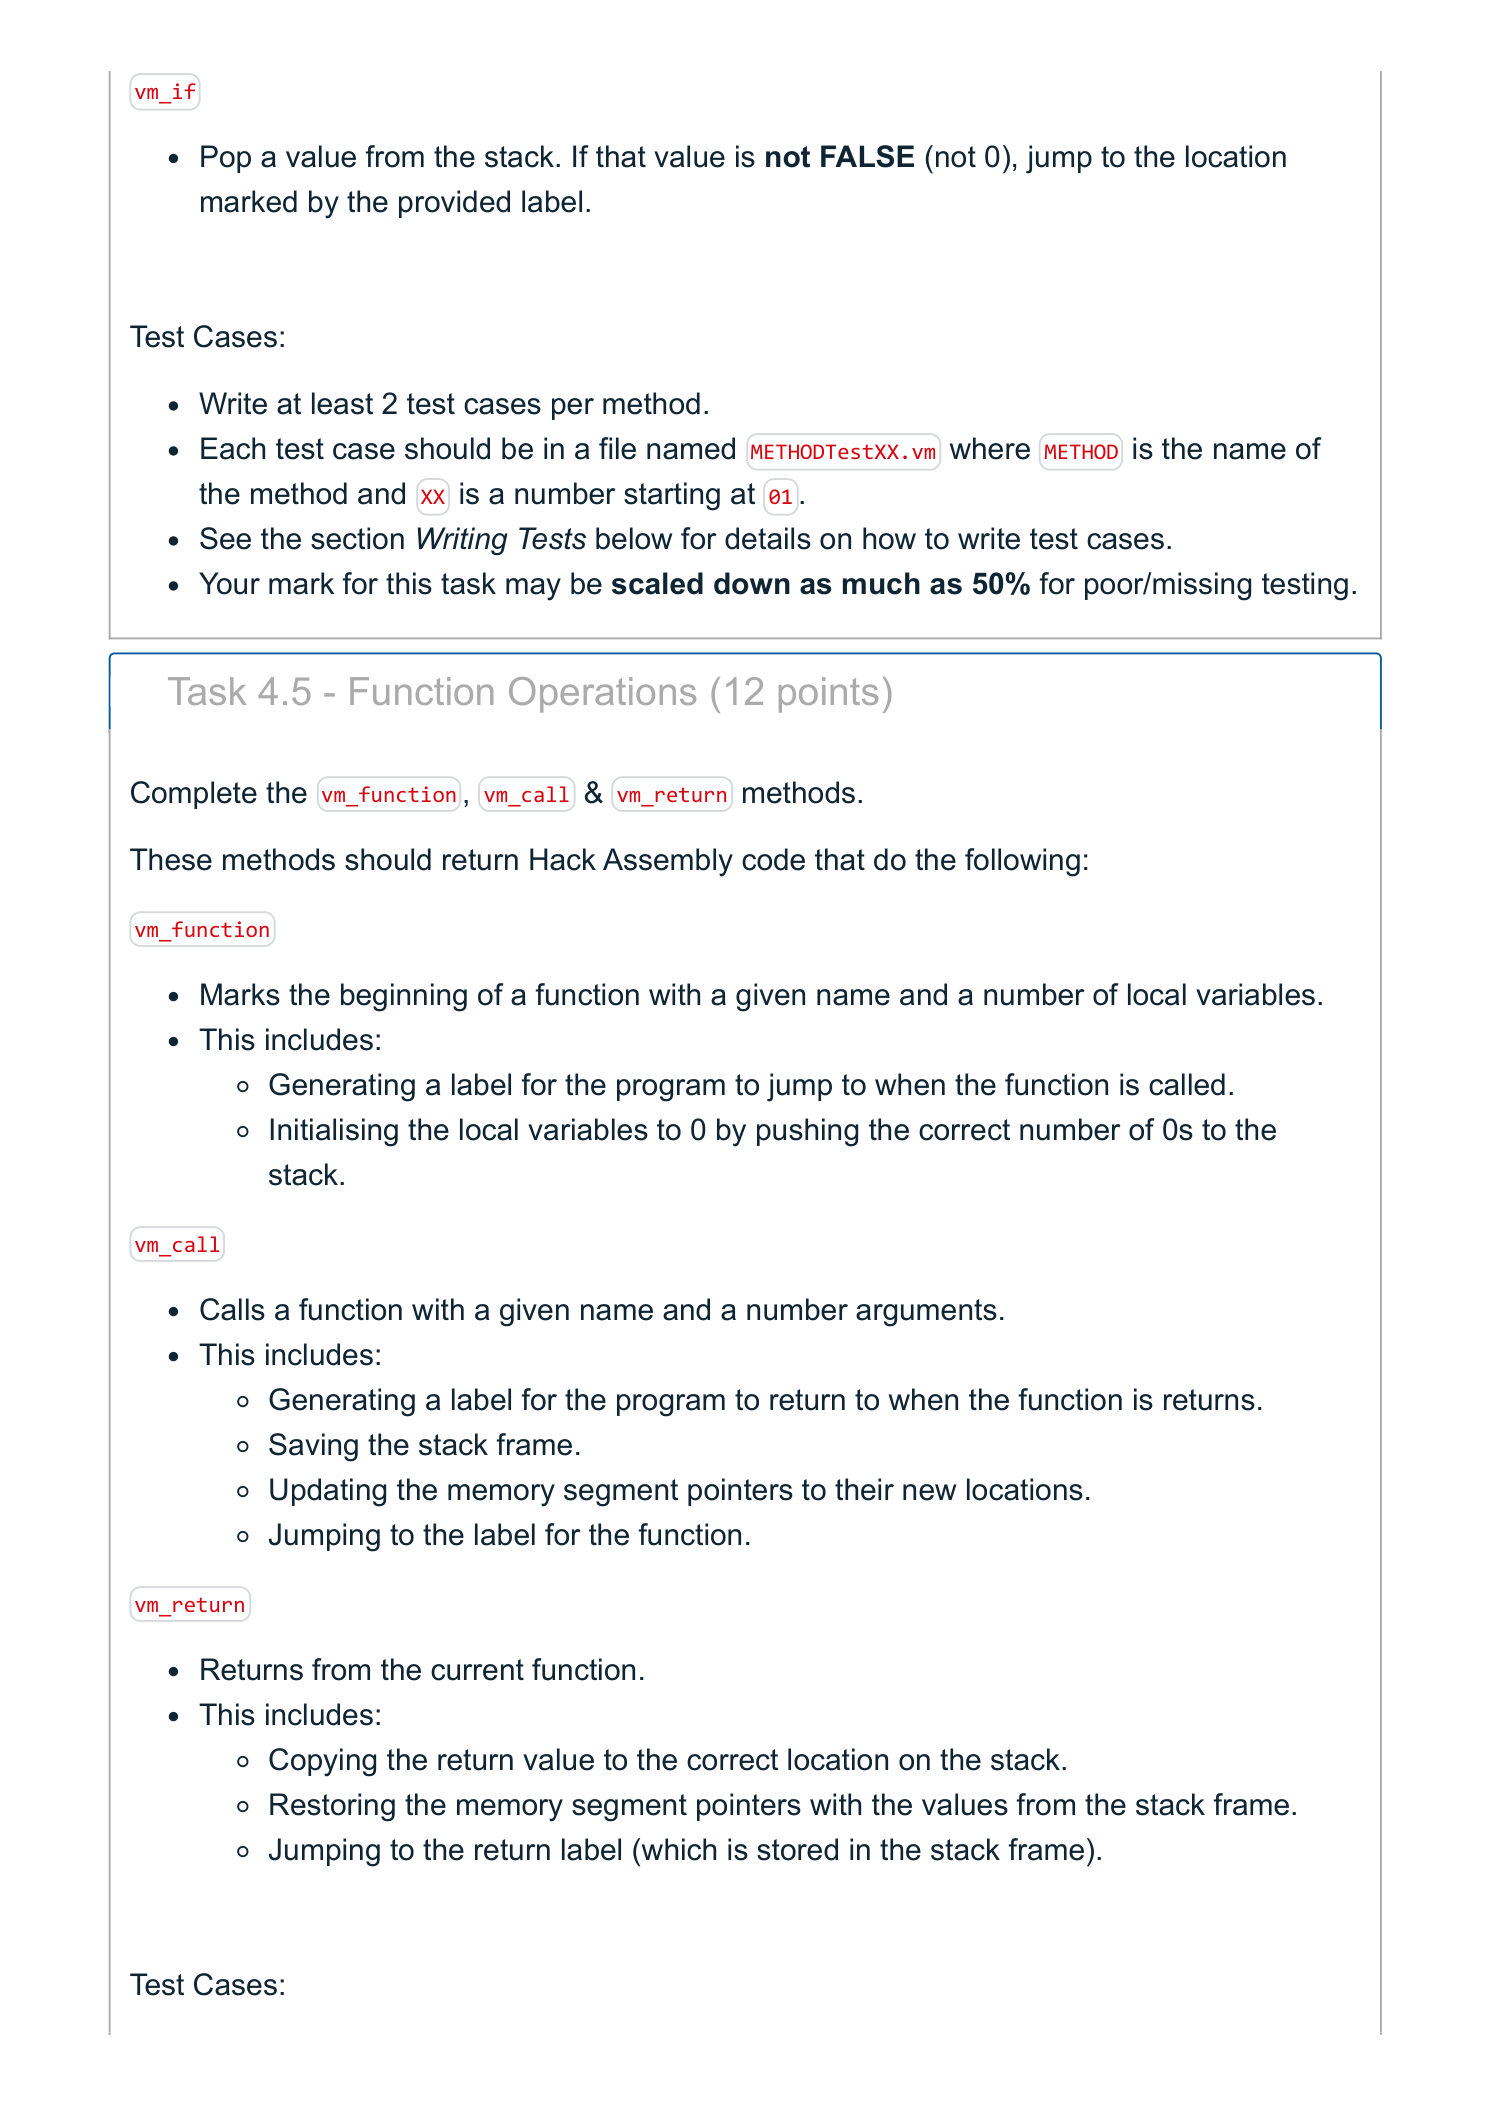 vm_if
• Pop a value from the stack. If that value is not FALSE (not 0), jump to the location
marked by the provided label.
Test Cases:
• Write at least 2 test cases per method.
• Each test case should be in a file named METHODTestXX.vm where METHOD is the name of
the method and XX is a number starting at 01.
• See the section Writing Tests below for details on how to write test cases.
• Your mark for this task may be scaled down as much as 50% for poor/missing testing.
Task 4.5 - Function Operations (12 points)
Complete the vm_function, vm_call & vm_return methods.
These methods should return Hack Assembly code that do the following:
vm_function
• Marks the beginning of a function with a given name and a number of local variables.
• This includes:
◦ Generating a label for the program to jump to when the function is called.
◦ Initialising the local variables to 0 by pushing the correct number of 0s to the
stack.
vm_call
• Calls a function with a given name and a number arguments.
• This includes:
◦ Generating a label for the program to return to when the function is returns.
◦ Saving the stack frame.
◦ Updating the memory segment pointers to their new locations.
◦ Jumping to the label for the function.
vm_return
• Returns from the current function.
• This includes:
◦ Copying the return value to the correct location on the stack.
◦ Restoring the memory segment pointers with the values from the stack frame.
◦ Jumping to the return label (which is stored in the stack frame).
Test Cases: